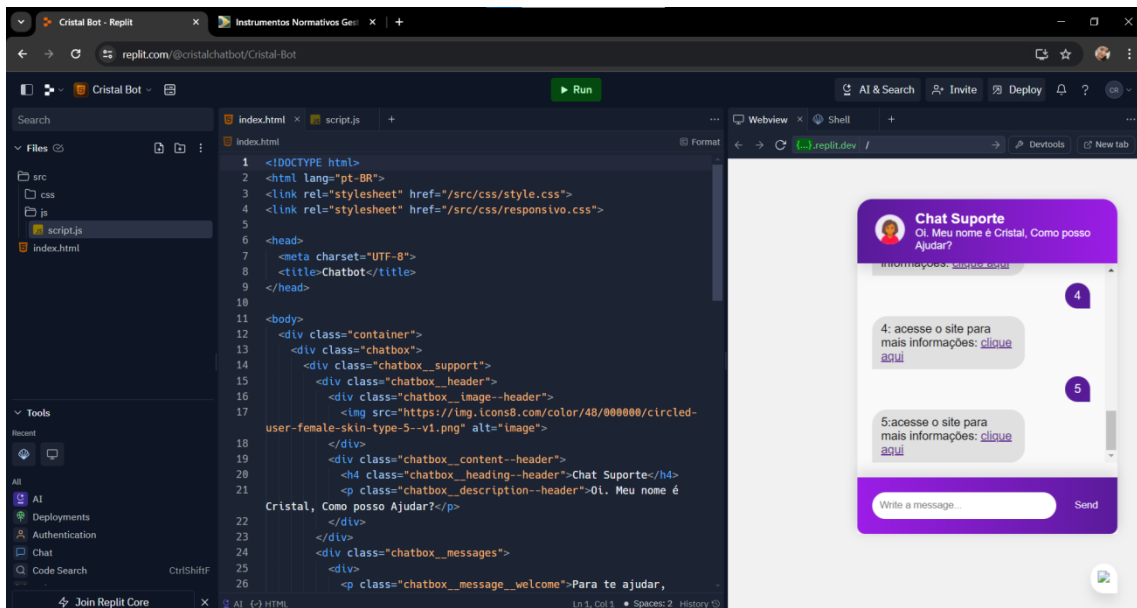 Cristal Bot - Replit
Instrumentos Normativos Ges
replit.com/@cristalchatbot/Cristal-Bot
Cristal Bot
Run
AI & Search
Invite
Deploy
?
CR
Search
Files
src
css
js
script.js
index.html
Tools
Recent
All
AI
Deployments
Authentication
Chat
Code Search CtrlShiftF
Join Replit Core
index.html
script.js
index.html
Format
1 <!DOCTYPE html>
2 <html lang="pt-BR">
3 <link rel="stylesheet" href="/src/css/style.css">
4 <link rel="stylesheet" href="/src/css/responsivo.css">
5
6 <head>
7 <meta charset="UTF-8">
8 <title>Chatbot</title>
9 </head>
10
11 <body>
12 <div class="container">
13 <div class="chatbox">
14 <div class="chatbox__support">
15 <div class="chatbox__header">
16 <div class="chatbox__image--header">
17 <img src="https://img.icons8.com/color/48/000000/circled-
user-female-skin-type-5--v1.png" alt="image">
18 </div>
19 <div class="chatbox__content--header">
20 <h4 class="chatbox__heading--header">Chat Suporte</h4>
21 <p class="chatbox__description--header">Oi. Meu nome é
Cristal, Como posso Ajudar?</p>
22 </div>
23 </div>
24 <div class="chatbox__messages">
25 <div>
26 <p class="chatbox__message__welcome">Para te ajudar,
AI {✓} HTML
Ln 1, Col 1 • Spaces: 2 History
Webview
Shell
{...}.replit.dev /
Devtools
New tab
Chat Suporte
Oi. Meu nome é Cristal, Como posso
Ajudar?
informações: clique aqui
4
4: acesse o site para
mais informações: clique
aqui
5
5:acesse o site para
mais informações: clique
aqui
Write a message...
Send